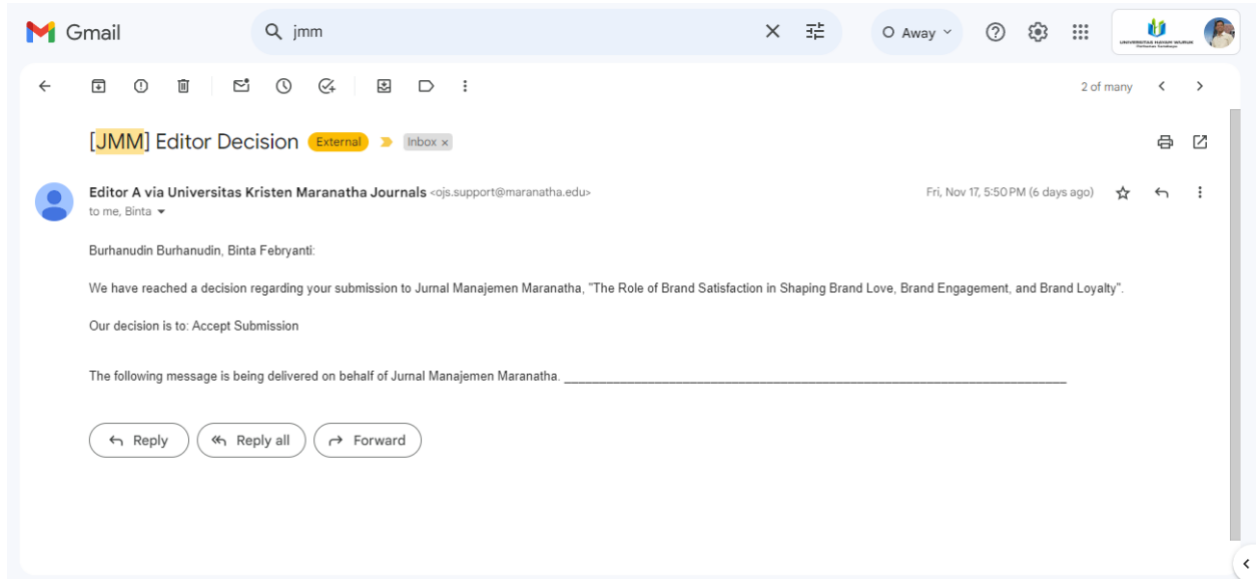 Gmail
jmm
Away
2 of many
[JMM] Editor Decision External Inbox x
Editor A via Universitas Kristen Maranatha Journals <ojs.support@maranatha.edu>
Fri, Nov 17, 5:50 PM (6 days ago)
to me, Binta
Burhanudin Burhanudin, Binta Febryanti:
We have reached a decision regarding your submission to Jurnal Manajemen Maranatha, "The Role of Brand Satisfaction in Shaping Brand Love, Brand Engagement, and Brand Loyalty".
Our decision is to: Accept Submission
The following message is being delivered on behalf of Jurnal Manajemen Maranatha. ________________________________________________________________________
Reply
Reply all
Forward